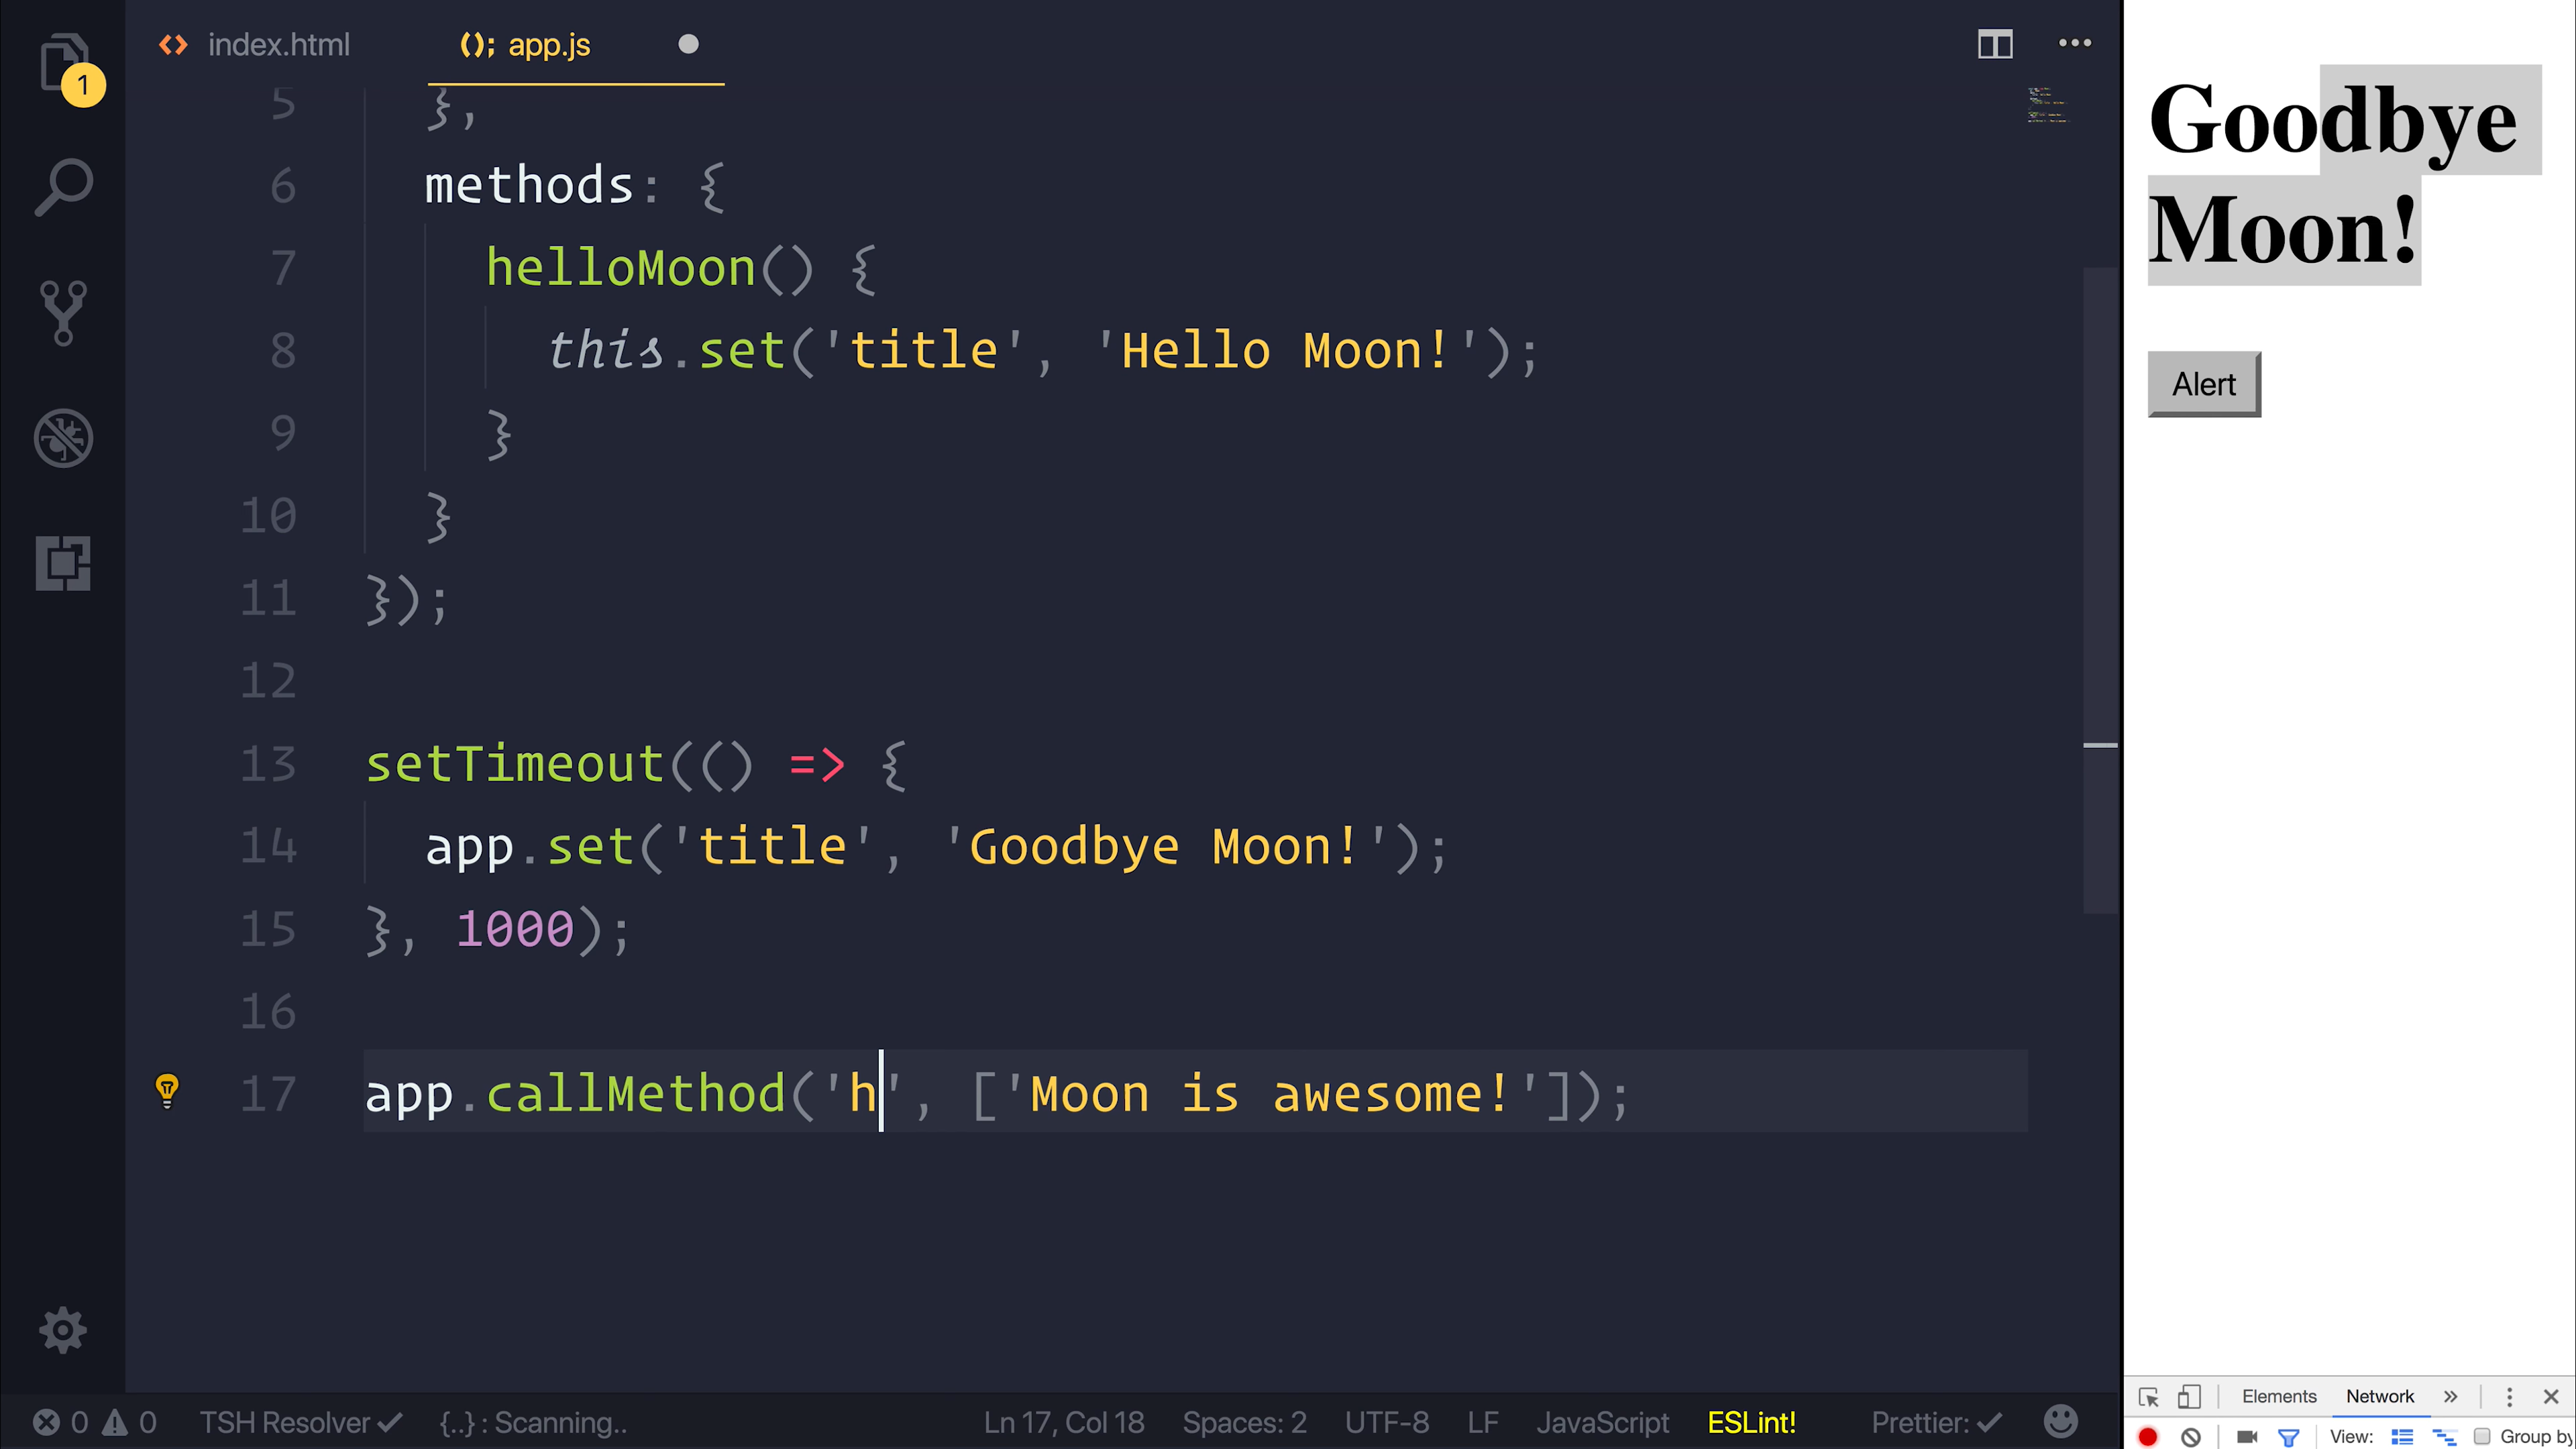 index.html
(); app.js
1
5 },
6 methods: {
7 helloMoon() {
8 this.set('title', 'Hello Moon!');
9 }
10 }
11 });
12
13 setTimeout(() => {
14 app.set('title', 'Goodbye Moon!');
15 }, 1000);
16
17 app.callMethod('h', ['Moon is awesome!']);
0 0 TSH Resolver ✓ {..} : Scanning.. Ln 17, Col 18 Spaces: 2 UTF-8 LF JavaScript ESLint! Prettier: ✓
Goodbye
Moon!
Alert
Elements Network »
View: Group by